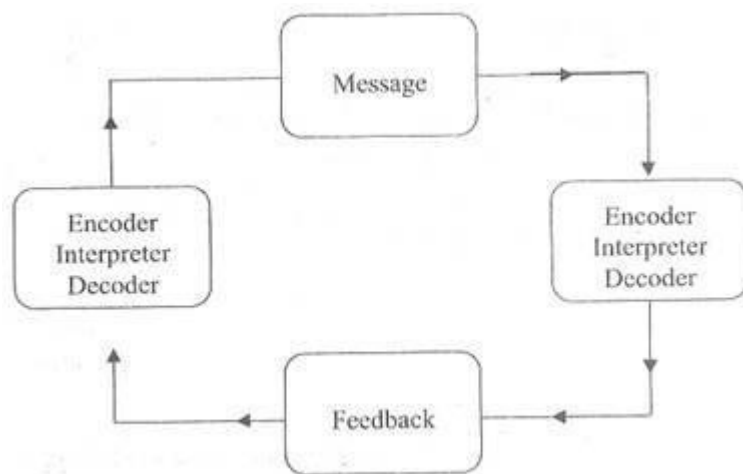 Message
Encoder
Interpreter
Decoder
Encoder
Interpreter
Decoder
Feedback